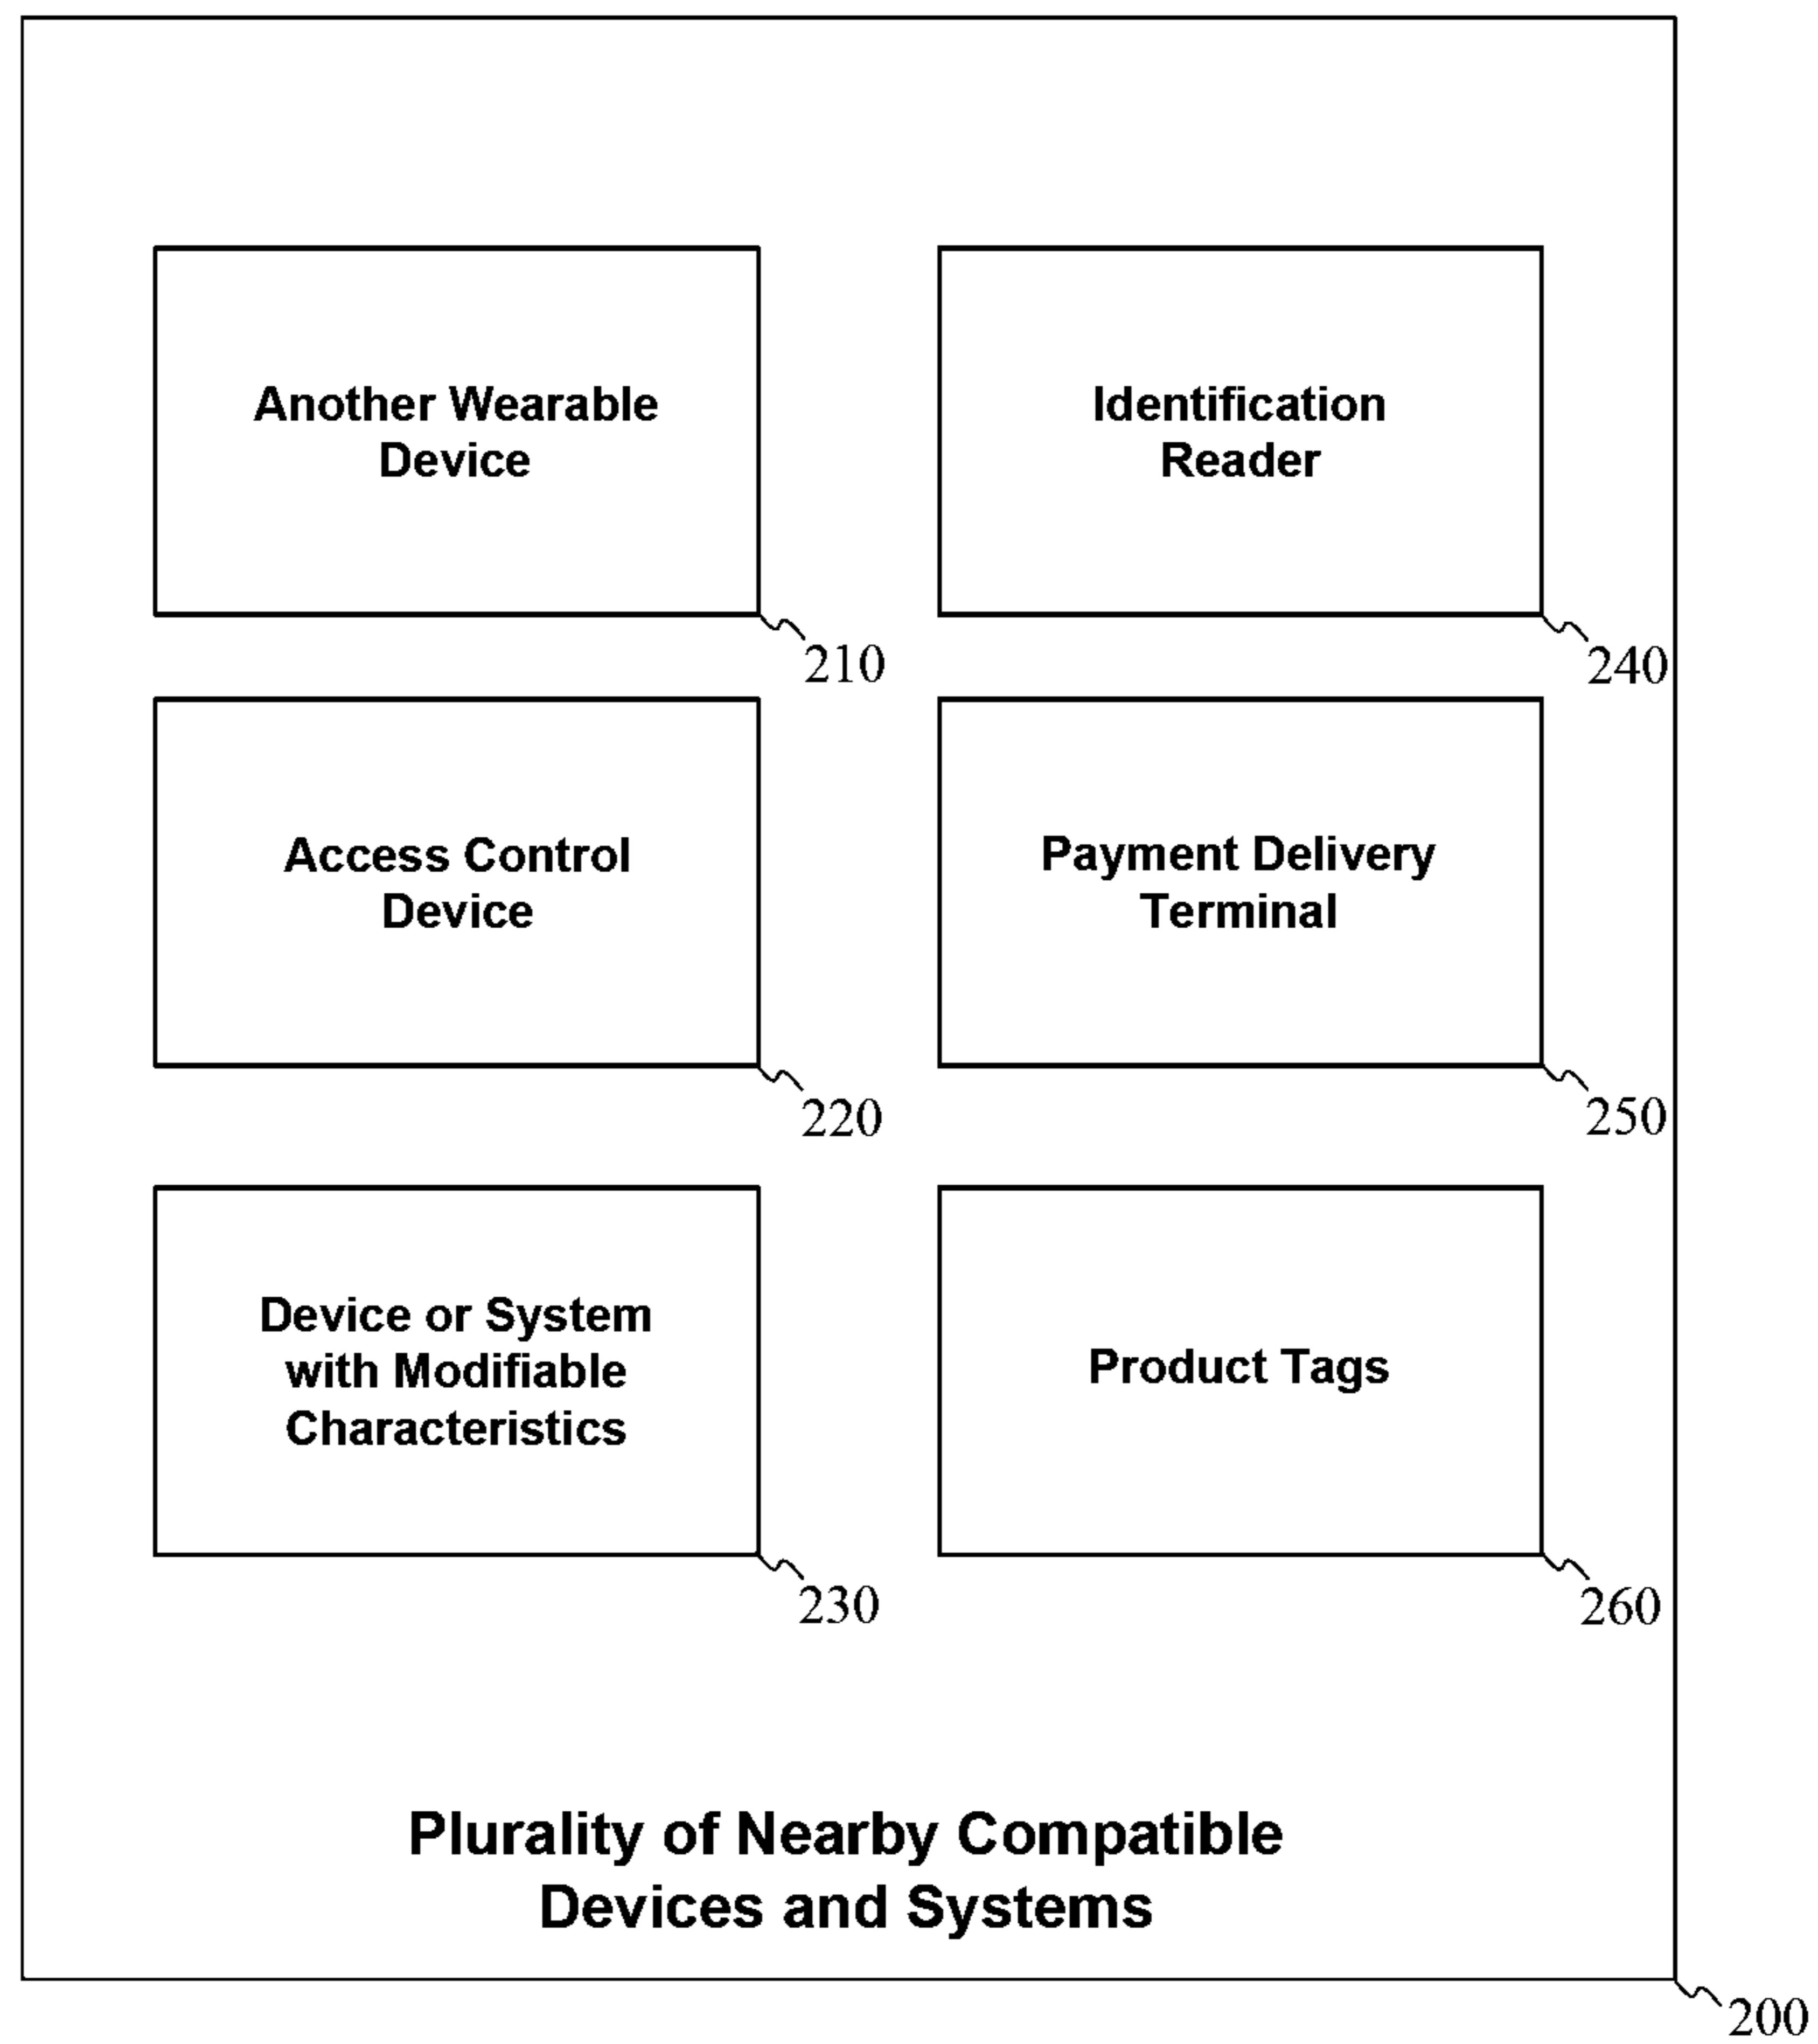 Another Wearable
Device
210
Identification
Reader
240
Access Control
Device
220
Payment Delivery
Terminal
250
Device or System
with Modifiable
Characteristics
230
Product Tags
260
Plurality of Nearby Compatible
Devices and Systems
200